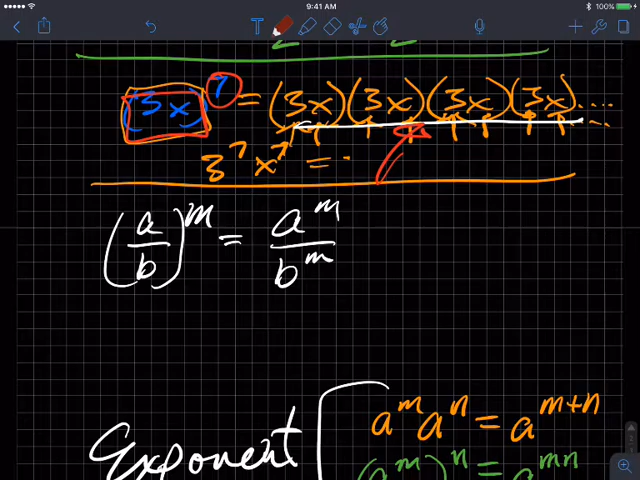 9:41 AM
100%
(3x)^7 = (3x)(3x)(3x)(3x)....
3^7 x^7 =
(a/b)^m = a^m/b^m
a^m a^n = a^{m+n}
Exponent
(a^m)^n = a^{mn}